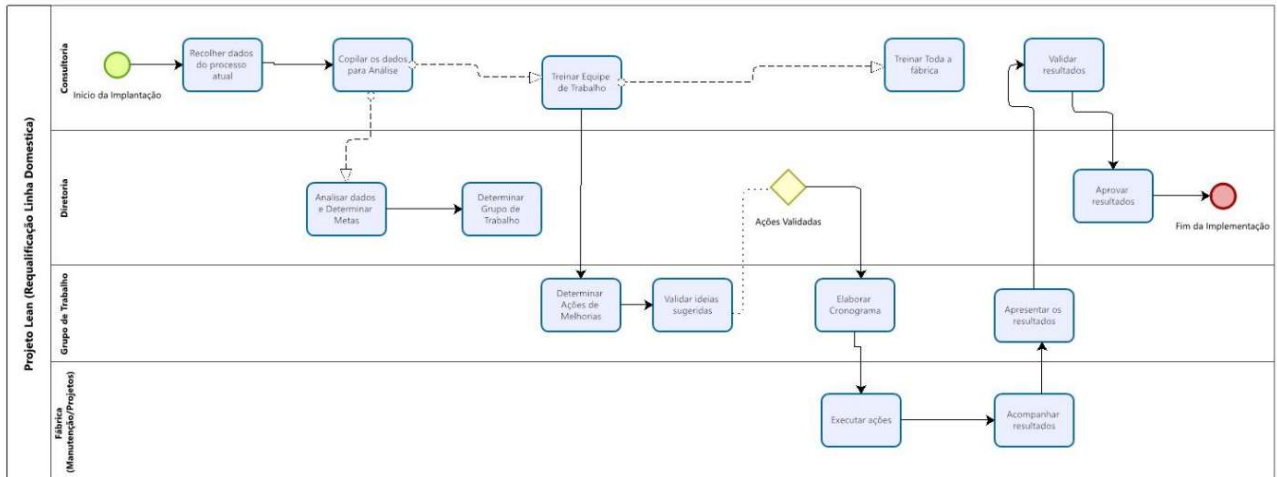 Projeto Lean (Requalificação Linha Domestica)
Consultoria
Início da Implantação
Recolher dados
do processo
atual
Copilar os dados
para Análise
Treinar Equipe
de Trabalho
Treinar Toda a
fábrica
Validar
resultados
Diretoria
Analisar dados
e Determinar
Metas
Determinar
Grupo de
Trabalho
Ações Validadas
Aprovar
resultados
Fim da Implementação
Grupo de Trabalho
Determinar
Ações de
Melhorias
Validar ideias
sugeridas
Elaborar
Cronograma
Apresentar os
resultados
Fábrica
(Manutenção/Projetos)
Executar ações
Acompanhar
resultados